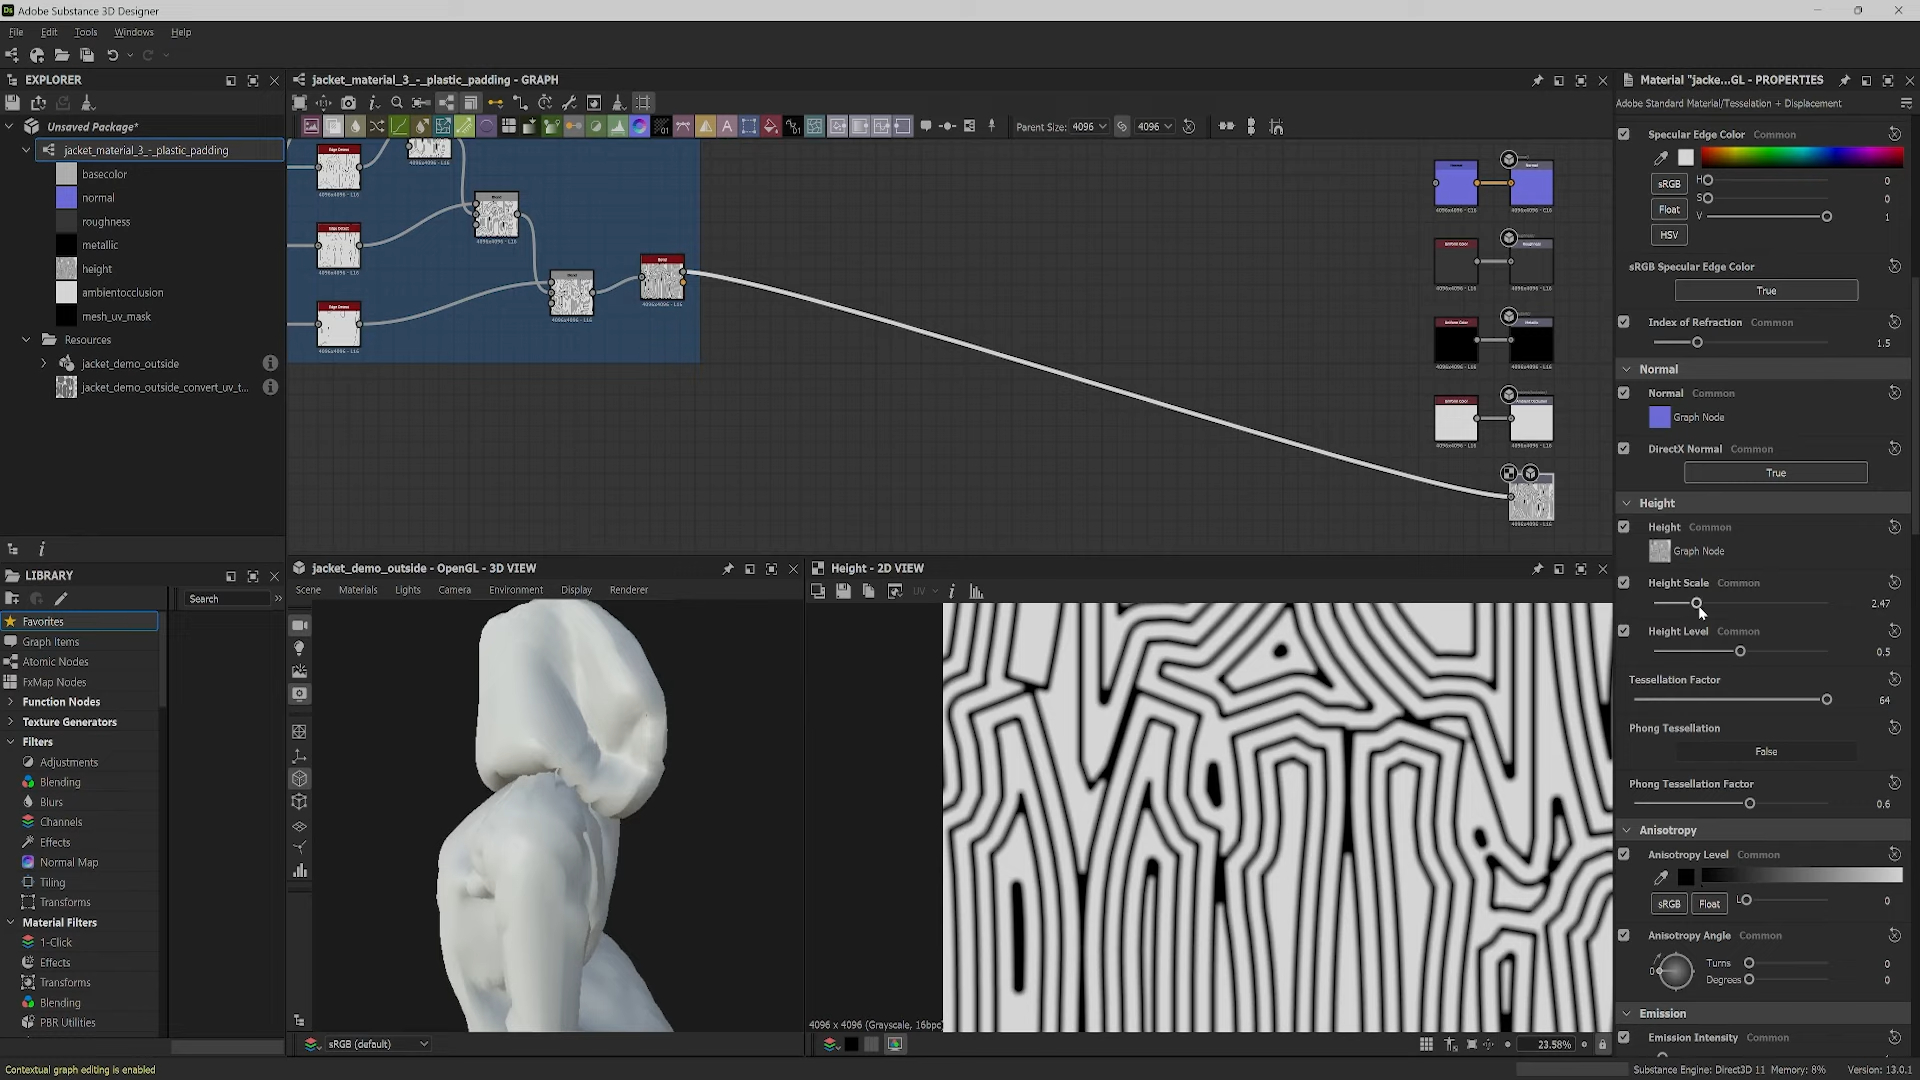 Adobe Substance 3D Designer
File Edit Tools Windows Help
EXPLORER
Unsaved Package*
jacket_material_3_-_plastic_padding
basecolor
normal
roughness
metallic
height
ambientocclusion
mesh_uv_mask
Resources
jacket_demo_outside
jacket_demo_outside_convert_uv_t...
LIBRARY
Search
Favorites
Graph Items
Atomic Nodes
FxMap Nodes
Function Nodes
Texture Generators
Filters
Adjustments
Blending
Blurs
Channels
Effects
Normal Map
Tiling
Transforms
Material Filters
1-Click
Effects
Transforms
Blending
PBR Utilities
Contextual graph editing is enabled
jacket_material_3_-_plastic_padding - GRAPH
Parent Size: 4096 4096
jacket_demo_outside - OpenGL - 3D VIEW
Scene Materials Lights Camera Environment Display Renderer
sRGB (default)
Height - 2D VIEW
UV
4096 x 4096 (Grayscale, 16bpc)
23.58%
Material "jacke...GL - PROPERTIES
Adobe Standard Material/Tesselation + Displacement
Specular Edge Color Common
sRGB H 0
S 0
Float V 1
HSV
sRGB Specular Edge Color
True
Index of Refraction Common
1.5
Normal
Normal Common
Graph Node
DirectX Normal Common
True
Height
Height Common
Graph Node
Height Scale Common
2.47
Height Level Common
0.5
Tessellation Factor
64
Phong Tessellation
False
Phong Tessellation Factor
0.6
Anisotropy
Anisotropy Level Common
sRGB Float L 0
Anisotropy Angle Common
0 Turns 0
Degrees 0
Emission
Emission Intensity Common
Substance Engine: Direct3D 11 Memory: 8% Version: 13.0.1